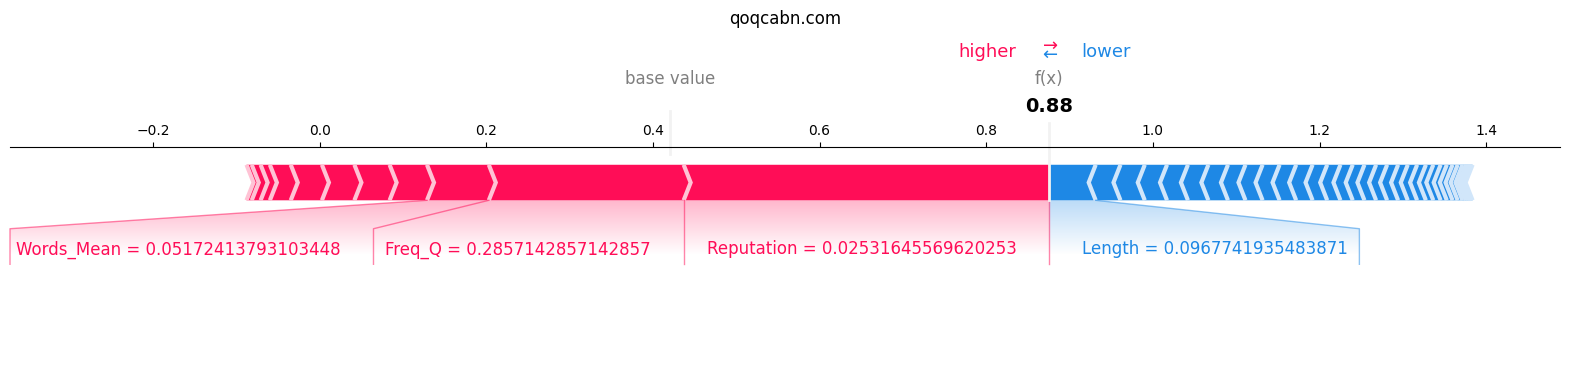 qoqcabn.com
higher ⇄ lower
base value f(x)
0.88
−0.2 0.0 0.2 0.4 0.6 0.8 1.0 1.2 1.4
Words_Mean = 0.05172413793103448 Freq_Q = 0.2857142857142857 Reputation = 0.02531645569620253 Length = 0.0967741935483871